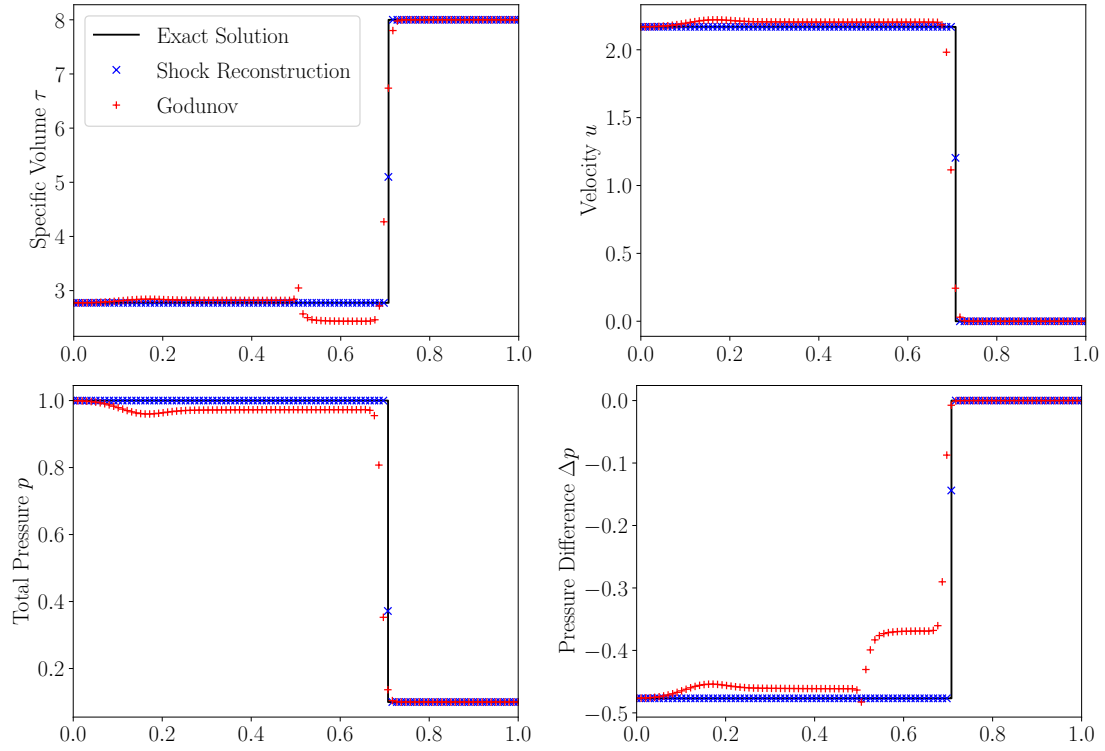 Specific Volume τ
8
7
6
5
4
3
0.0 0.2 0.4 0.6 0.8 1.0
Exact Solution
Shock Reconstruction
Godunov
Velocity u
2.0
1.5
1.0
0.5
0.0
0.0 0.2 0.4 0.6 0.8 1.0
Total Pressure p
1.0
0.8
0.6
0.4
0.2
0.0 0.2 0.4 0.6 0.8 1.0
Pressure Difference Δp
0.0
−0.1
−0.2
−0.3
−0.4
−0.5
0.0 0.2 0.4 0.6 0.8 1.0